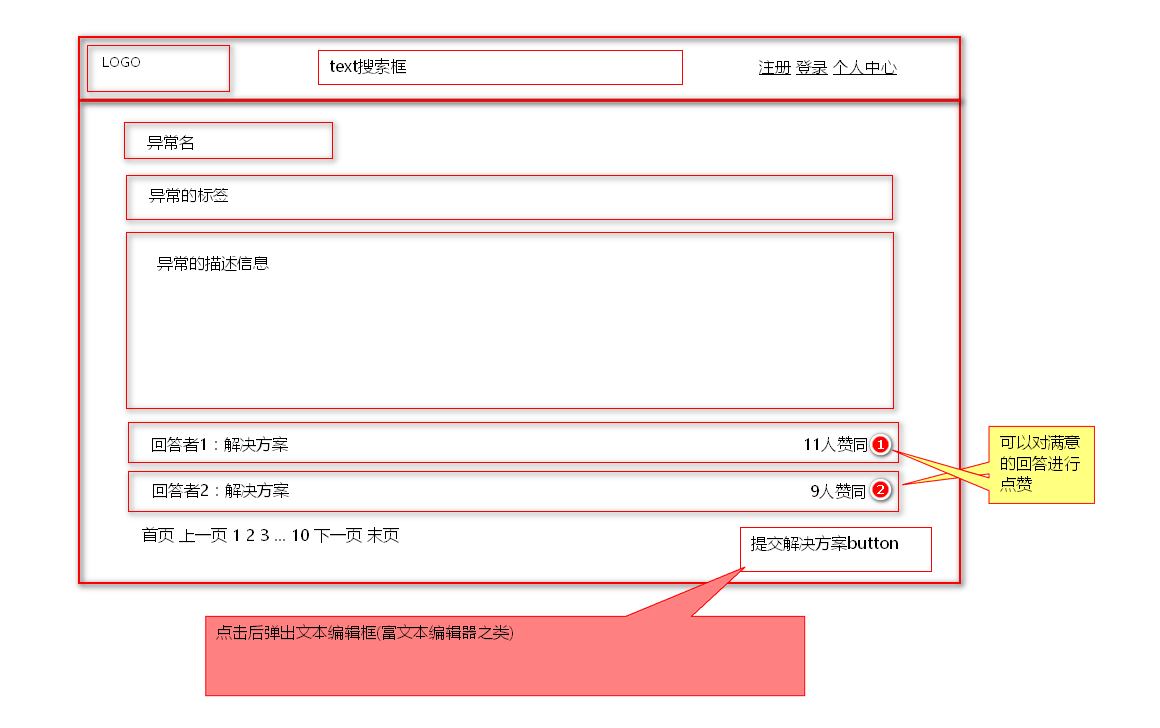 LOGO
text搜索框
注册 登录 个人中心
异常名
异常的标签
异常的描述信息
回答者1：解决方案
11人赞同 1
回答者2：解决方案
9人赞同 2
可以对满意
的回答进行
点赞
首页 上一页 1 2 3 ... 10 下一页 末页
提交解决方案button
点击后弹出文本编辑框(富文本编辑器之类)